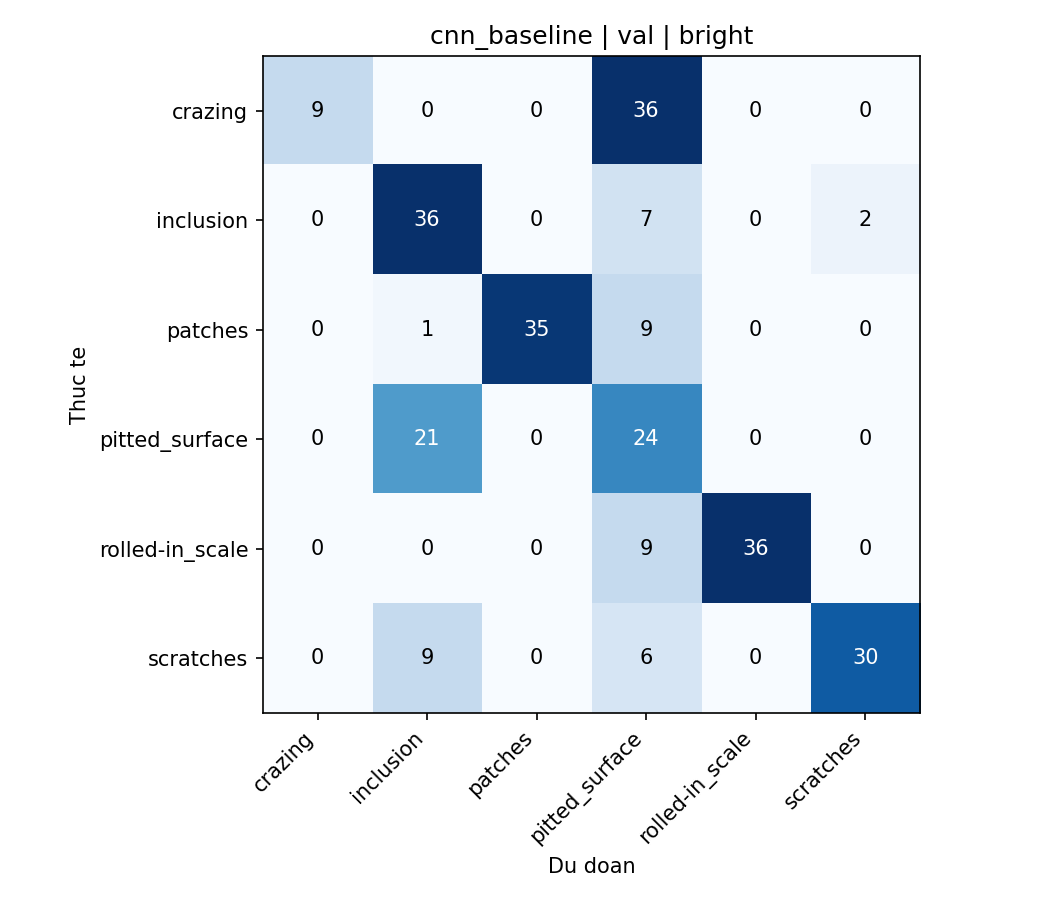 cnn_baseline | val | bright
crazing 9 0 0 36 0 0
inclusion 0 36 0 7 0 2
patches 0 1 35 9 0 0
pitted_surface 0 21 0 24 0 0
rolled-in_scale 0 0 0 9 36 0
scratches 0 9 0 6 0 30
Thuc te
crazing inclusion patches pitted_surface rolled-in_scale scratches
Du doan